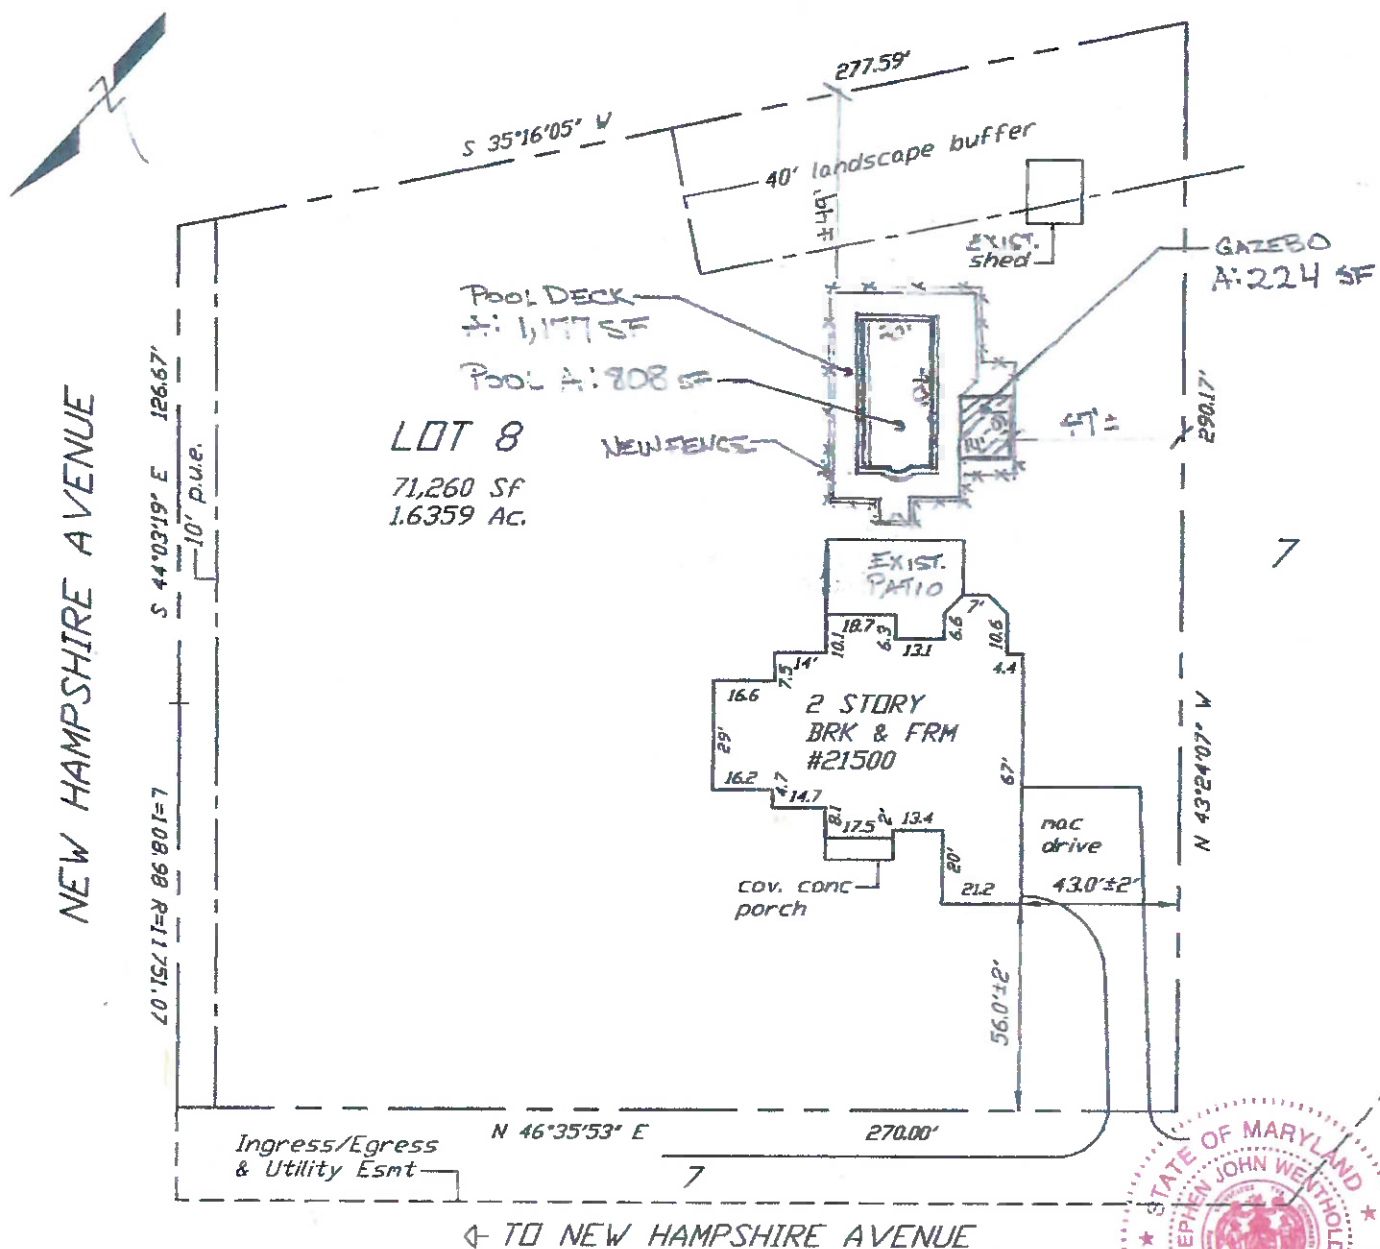 N
277.59'
S 35°16'05" W
40' landscape buffer
±49'
EXIST.
shed
GAZEBO
A: 224 SF
POOL DECK
A: 1,177 SF
POOL A: 808 SF
20'
40'
47'±
NEW FENCE
LOT 8
71,260 Sf
1.6359 Ac.
NEW HAMPSHIRE AVENUE
S 44°03'19" E 126.67'
10' p.u.e.
L=180.98 R=11751.07
290.17'
N 43°24'07" W
7
EXIST.
PATIO
18.7
10.1
6.3
13.1
6.6
7'
10.6
4.4
14'
7.5
16.6
29'
16.2
4.7
14.7
8.1
17.5
2'
13.4
20'
21.2
67'
2 STORY
BRK & FRM
#21500
mac
drive
43.0'±2'
56.0'±2'
cov. conc
porch
N 46°35'53" E
270.00'
Ingress/Egress
& Utility Esmt
7
TO NEW HAMPSHIRE AVENUE
STATE OF MARYLAND
JOHN